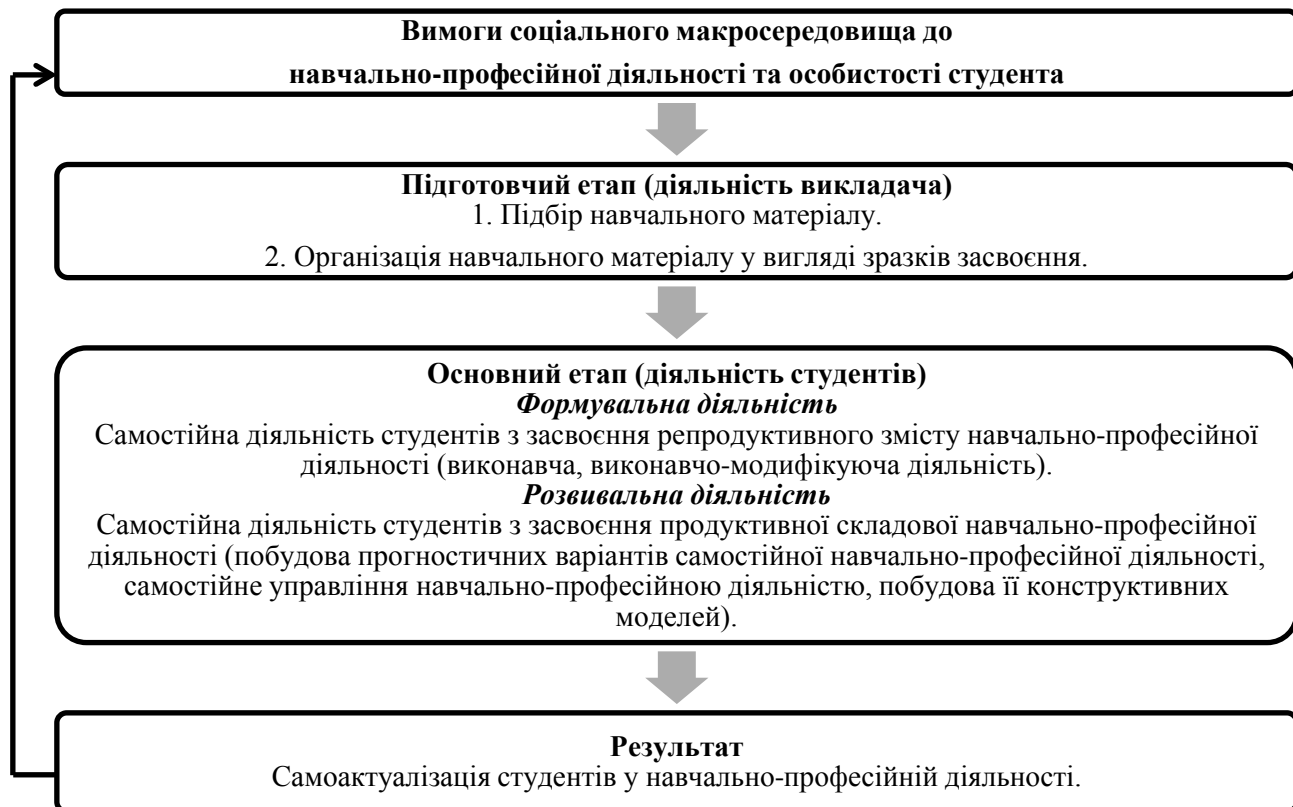 Вимоги соціального макросередовища до
навчально-професійної діяльності та особистості студента
Підготовчий етап (діяльність викладача)
1. Підбір навчального матеріалу.
2. Організація навчального матеріалу у вигляді зразків засвоєння.
Основний етап (діяльність студентів)
Формувальна діяльність
Самостійна діяльність студентів з засвоєння репродуктивного змісту навчально-професійної
діяльності (виконавча, виконавчо-модифікуюча діяльність).
Розвивальна діяльність
Самостійна діяльність студентів з засвоєння продуктивної складової навчально-професійної
діяльності (побудова прогностичних варіантів самостійної навчально-професійної діяльності,
самостійне управління навчально-професійною діяльністю, побудова її конструктивних
моделей).
Результат
Самоактуалізація студентів у навчально-професійній діяльності.